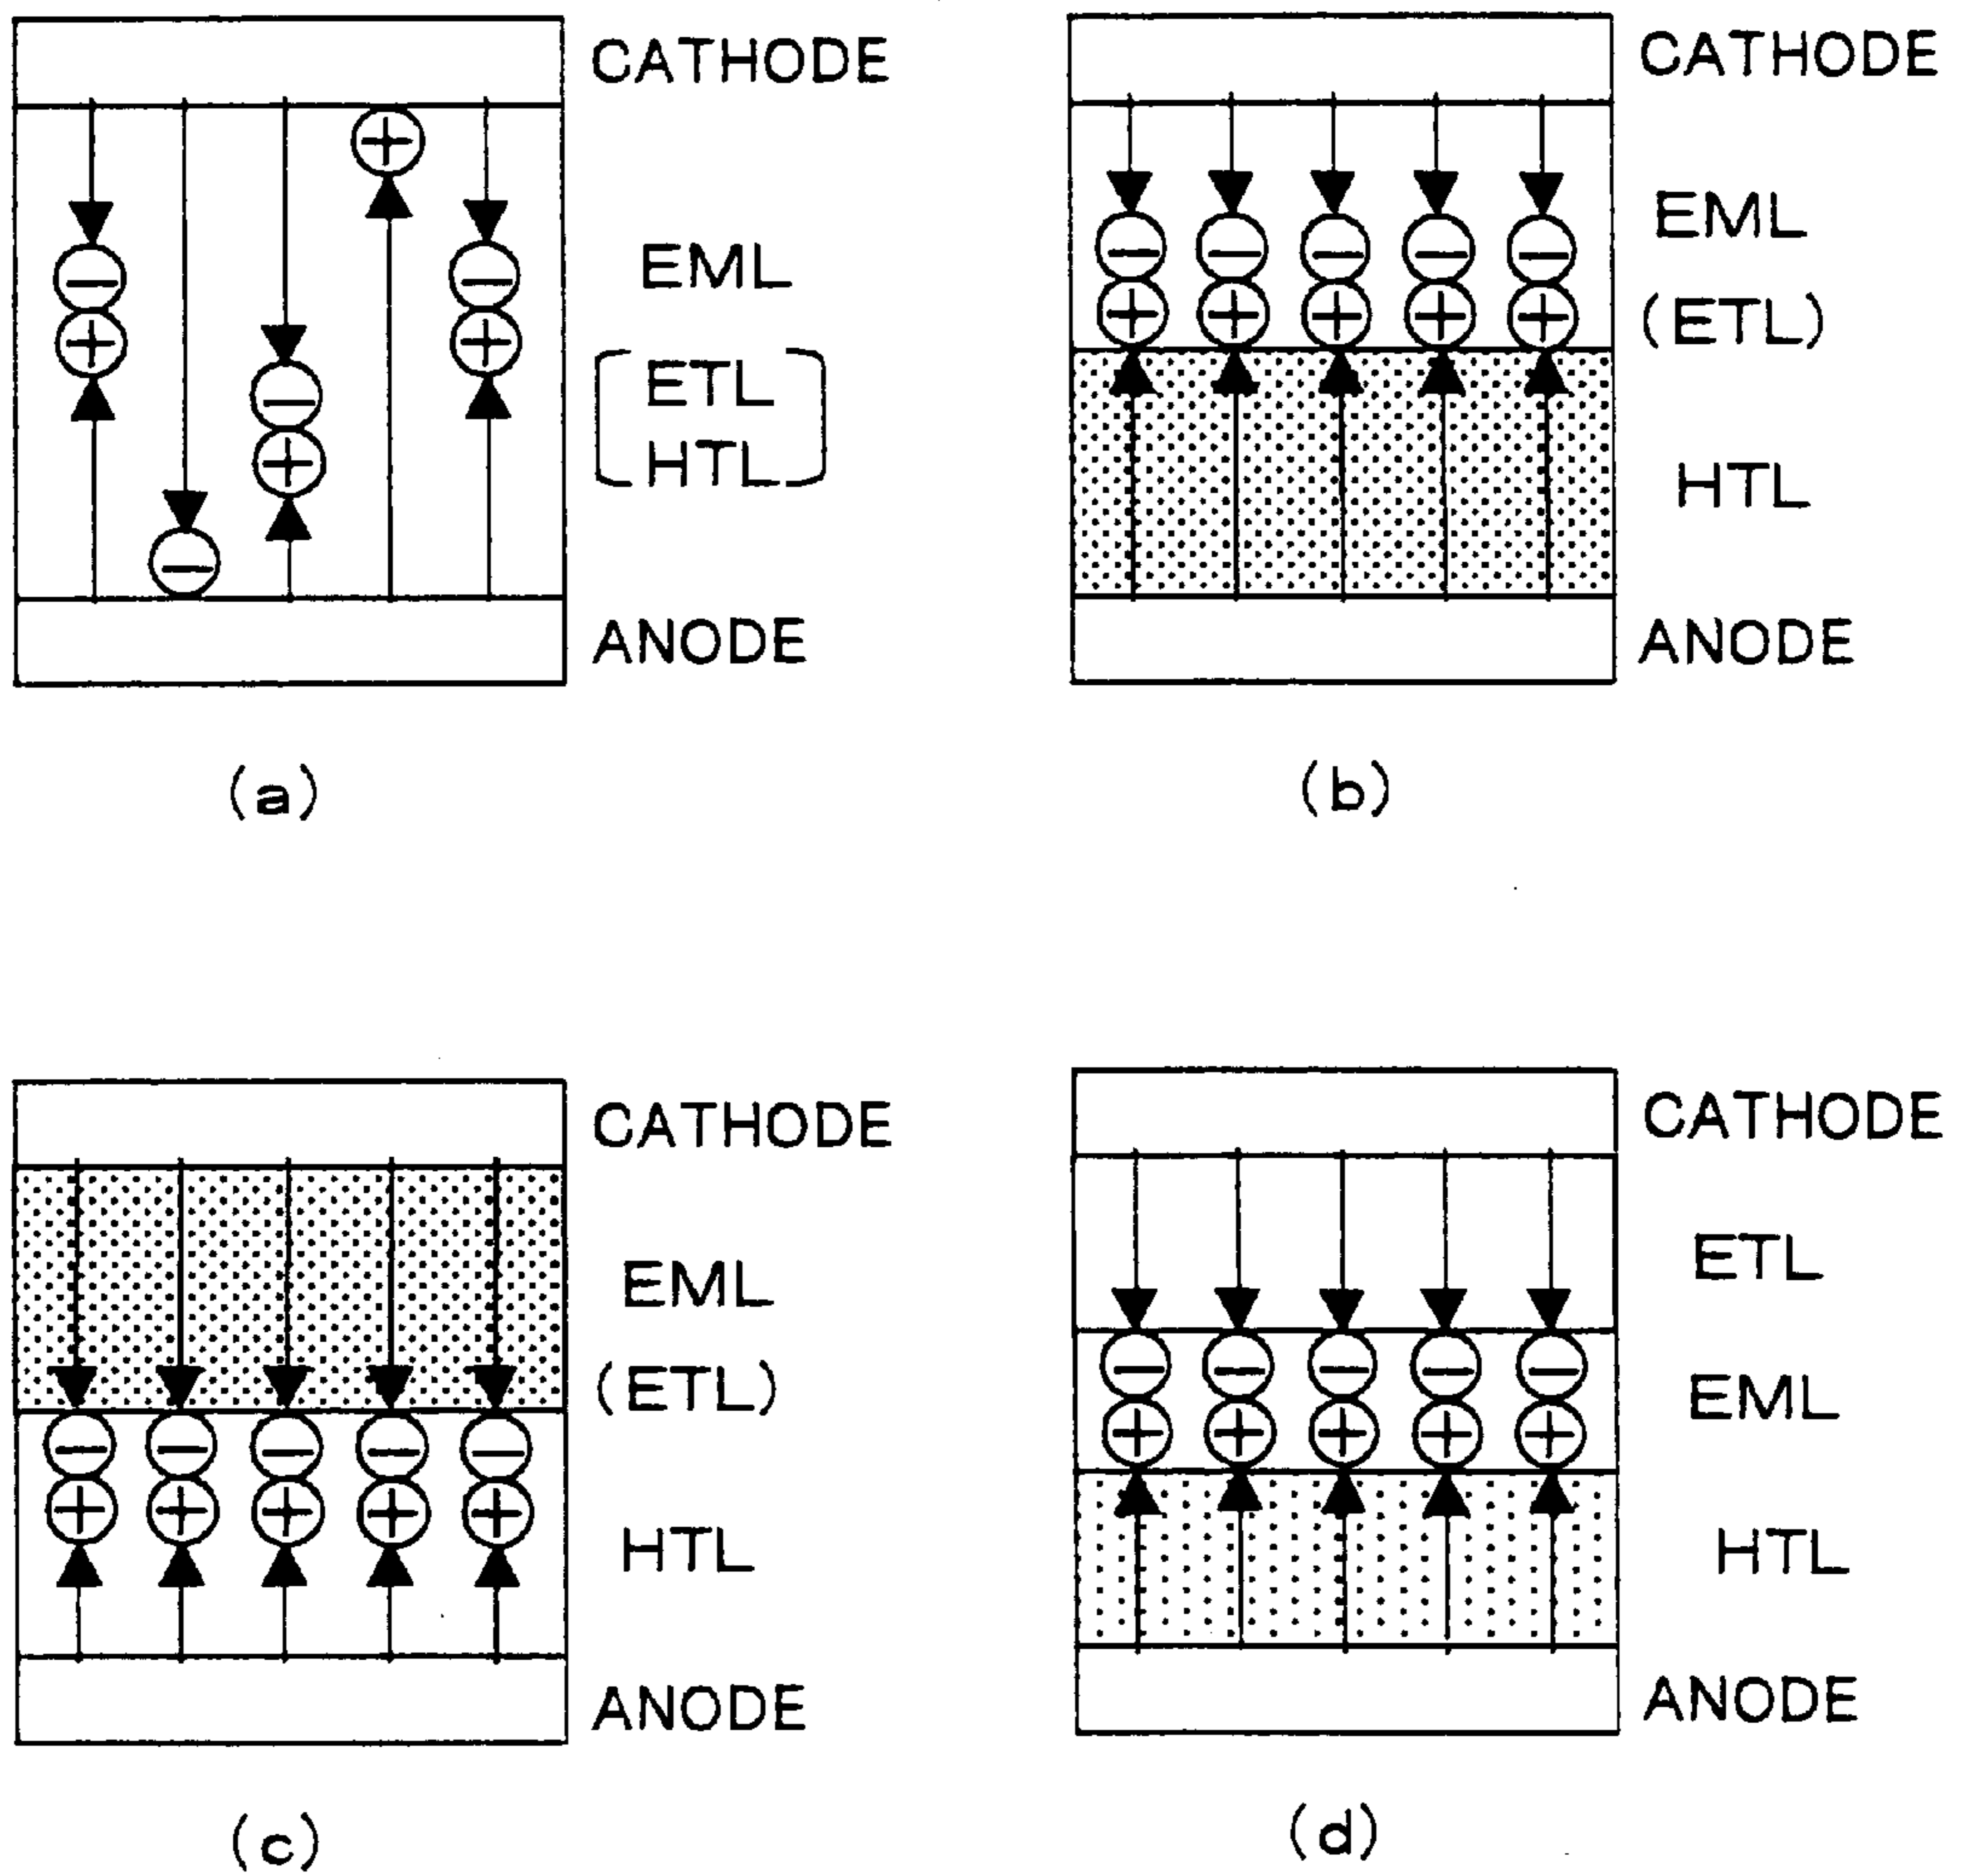 CATHODE
EML
ETL
HTL
ANODE
(a)
CATHODE
EML
(ETL)
HTL
ANODE
(b)
CATHODE
EML
(ETL)
HTL
ANODE
(c)
CATHODE
ETL
EML
HTL
ANODE
(d)